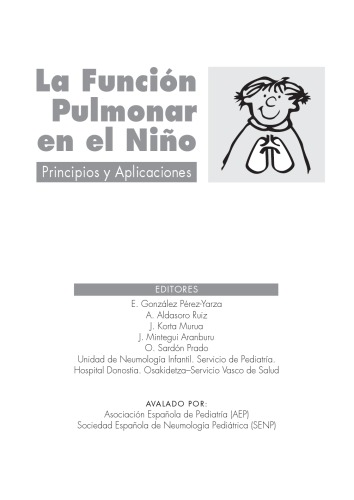 La Función
Pulmonar
en el Niño
Principios y Aplicaciones
EDITORES
E. González Pérez-Yarza
A. Aldasoro Ruiz
J. Korta Murua
J. Mintegui Aranburu
O. Sardón Prado
Unidad de Neumología Infantil. Servicio de Pediatría.
Hospital Donostia. Osakidetza–Servicio Vasco de Salud
AVALADO POR:
Asociación Española de Pediatría (AEP)
Sociedad Española de Neumología Pediátrica (SENP)